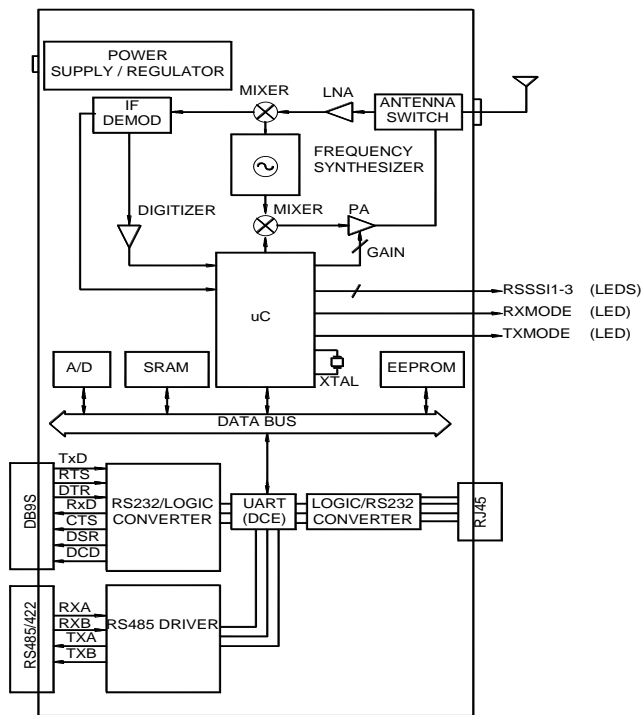 POWER
SUPPLY / REGULATOR
IF
DEMOD
MIXER
LNA
ANTENNA
SWITCH
FREQUENCY
SYNTHESIZER
DIGITIZER
MIXER
PA
GAIN
uC
RSSSI1-3 (LEDS)
RXMODE (LED)
TXMODE (LED)
XTAL
A/D
SRAM
EEPROM
DATA BUS
DB9S
TxD
RTS
DTR
RxD
CTS
DSR
DCD
RS232/LOGIC
CONVERTER
UART
(DCE)
LOGIC/RS232
CONVERTER
RJ45
RS485/422
RXA
RXB
TXA
TXB
RS485 DRIVER